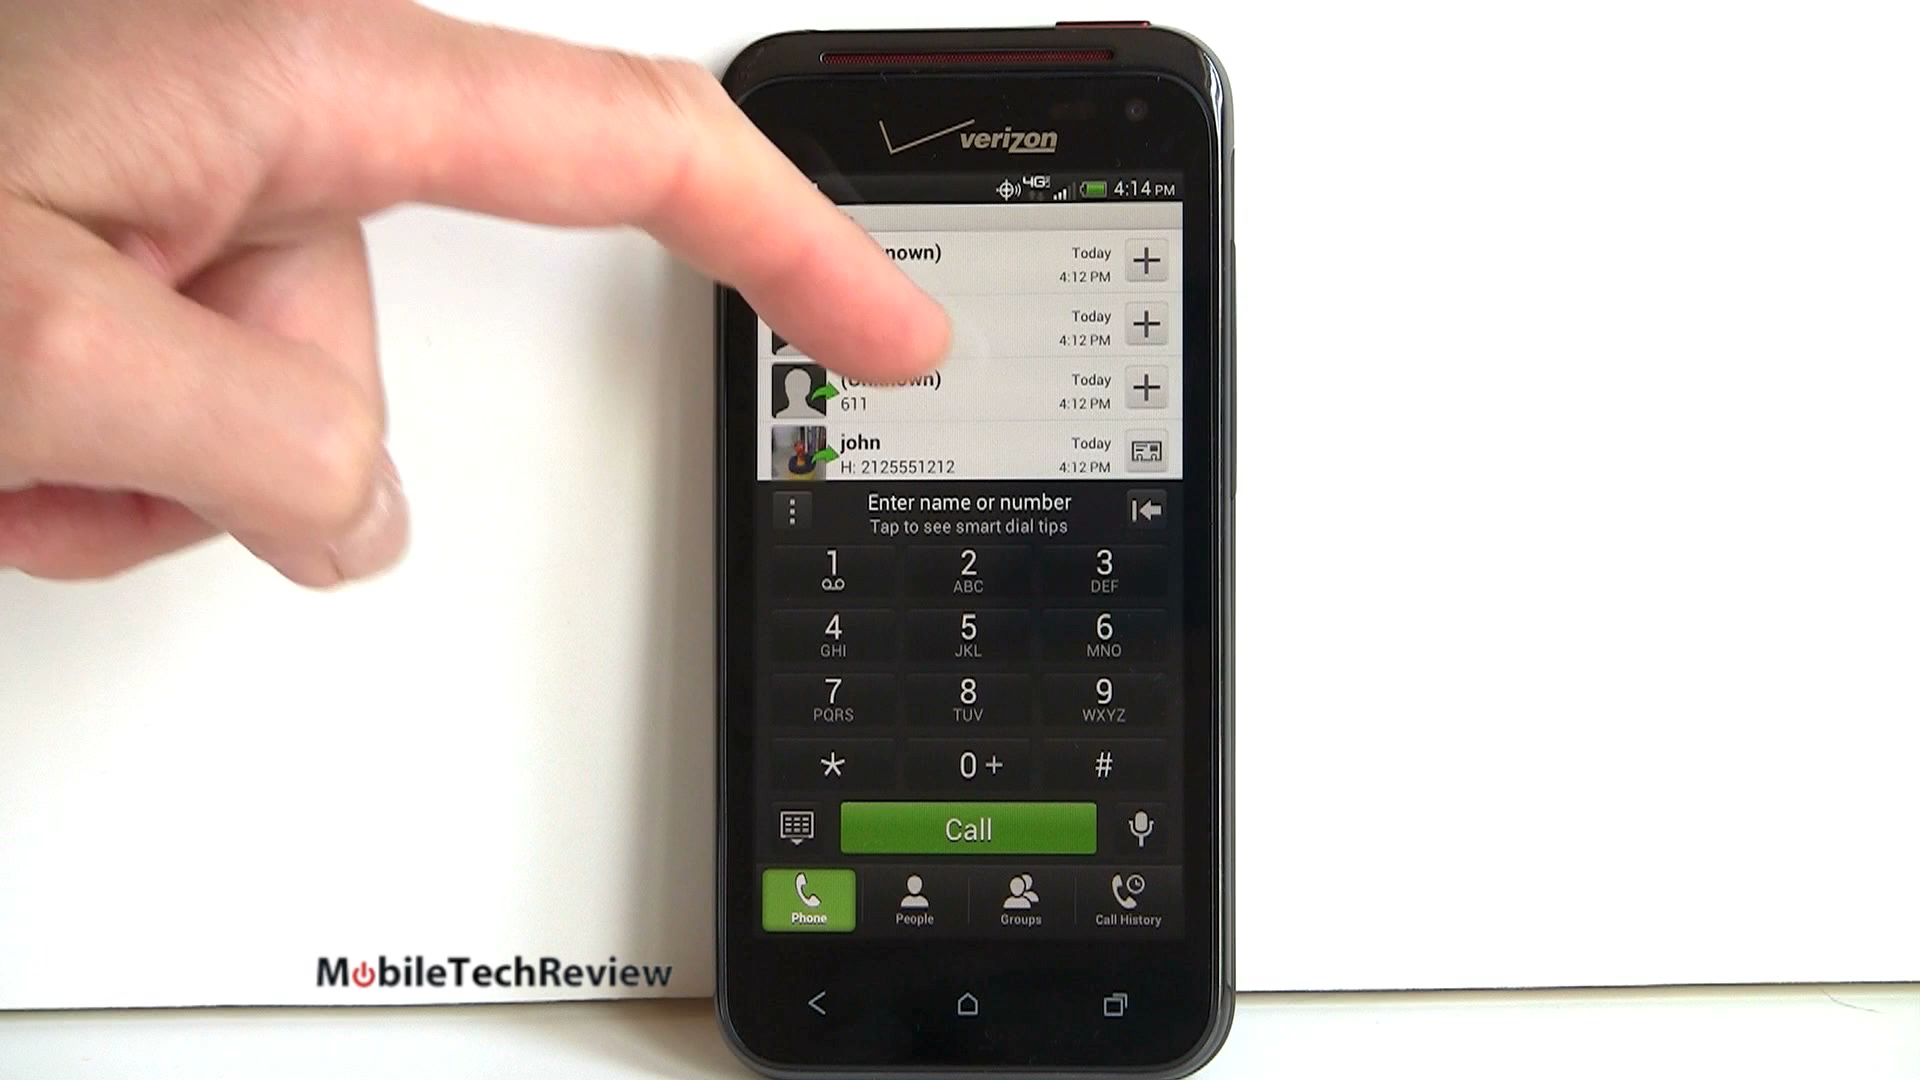 verizon
4G 4:14 PM
nown) Today
4:12 PM
Today
4:12 PM
(Unknown) Today
611 4:12 PM
john Today
H: 2125551212 4:12 PM
Enter name or number
Tap to see smart dial tips
1 2 3
ABC DEF
4 5 6
GHI JKL MNO
7 8 9
PQRS TUV WXYZ
* 0 + #
Call
Phone People Groups Call History
MobileTechReview